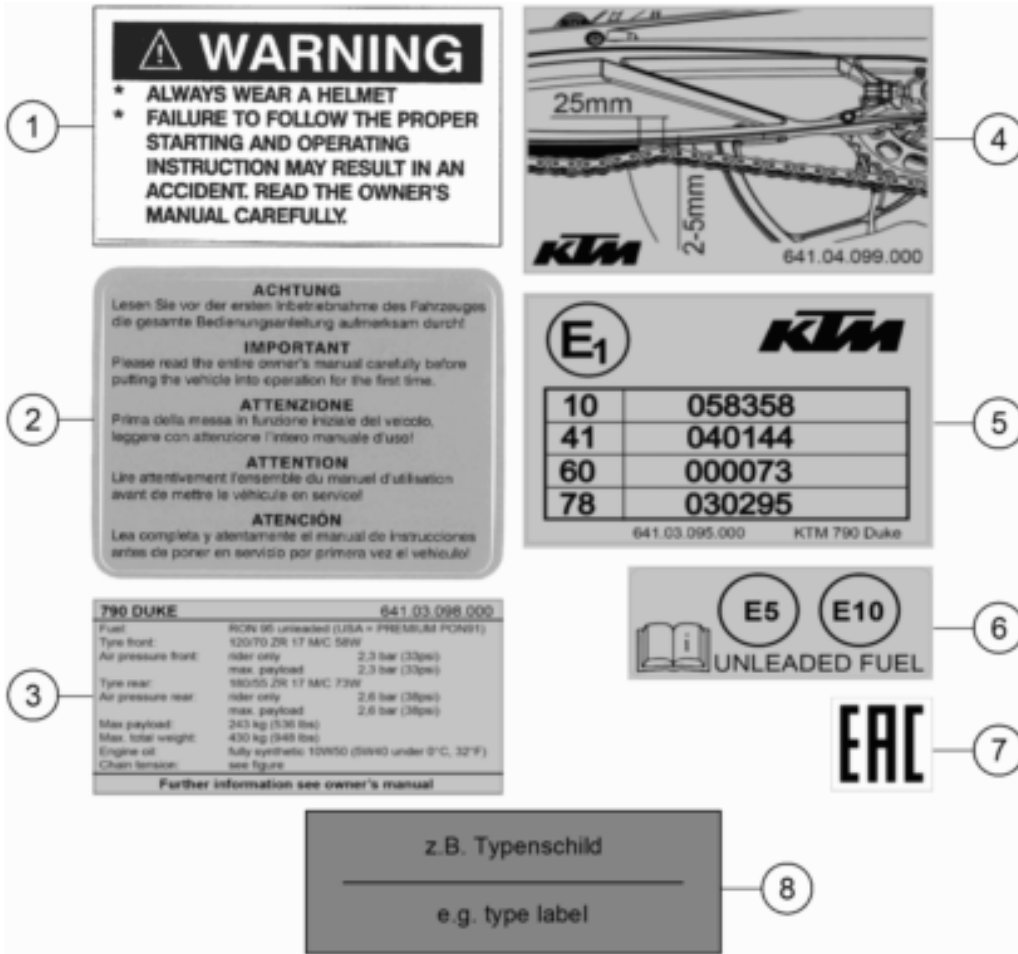 WARNING
* ALWAYS WEAR A HELMET
* FAILURE TO FOLLOW THE PROPER
STARTING AND OPERATING
INSTRUCTION MAY RESULT IN AN
ACCIDENT. READ THE OWNER'S
MANUAL CAREFULLY.
1
25mm
2-5mm
KTM
641.04.099.000
4
ACHTUNG
Lesen Sie vor der ersten Inbetriebnahme des Fahrzeuges
die gesamte Bedienungsanleitung aufmerksam durch!
IMPORTANT
Please read the entire owner's manual carefully before
putting the vehicle into operation for the first time.
ATTENZIONE
Prima della messa in funzione iniziale del veicolo,
leggere con attenzione l'intero manuale d'uso!
ATTENTION
Lire attentivement l'ensemble du manuel d'utilisation
avant de mettre le véhicule en service!
ATENCIÓN
Lea completa y atentamente el manual de instrucciones
antes de poner en servicio por primera vez el vehiculo!
2
E1
KTM
10 058358
41 040144
60 000073
78 030295
641.03.095.000 KTM 790 Duke
5
790 DUKE 641.03.098.000
Fuel: RON 95 unleaded (USA = PREMIUM PON91)
Tyre front: 120/70 ZR 17 M/C 58W
Air pressure front: rider only 2,3 bar (33psi)
max. payload 2,3 bar (33psi)
Tyre rear: 180/55 ZR 17 M/C 73W
Air pressure rear: rider only 2,6 bar (38psi)
max. payload 2,6 bar (38psi)
Max payload: 243 kg (536 lbs)
Max. total weight: 430 kg (948 lbs)
Engine oil: fully synthetic 10W50 (5W40 under 0°C, 32°F)
Chain tension: see figure
Further information see owner's manual
3
E5 E10
i
UNLEADED FUEL
6
EAC
7
z.B. Typenschild
e.g. type label
8